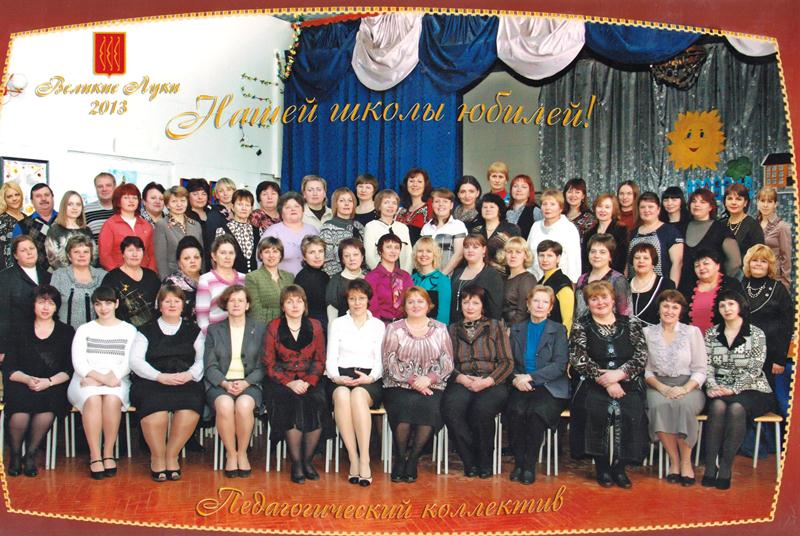 Великие Луки
2013
Нашей школы юбилей!
Педагогический коллектив